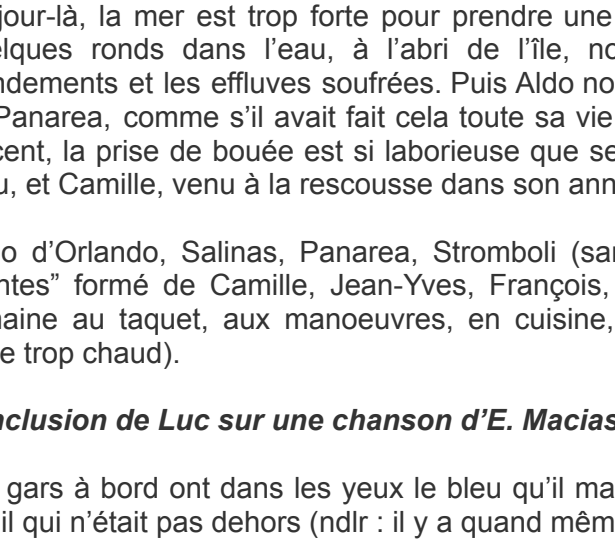 jour-là, la mer est trop forte pour prendre une
lques ronds dans l’eau, à l’abri de l’île, no
ndements et les effluves soufrées. Puis Aldo no
Panarea, comme s’il avait fait cela toute sa vie
cent, la prise de bouée est si laborieuse que se
u, et Camille, venu à la rescousse dans son ann
o d’Orlando, Salinas, Panarea, Stromboli (sar
ntes” formé de Camille, Jean-Yves, François,
naine au taquet, aux manoeuvres, en cuisine,
e trop chaud).
nclusion de Luc sur une chanson d’E. Macias
gars à bord ont dans les yeux le bleu qu’il ma
il qui n’était pas dehors (ndlr : il y a quand mêm